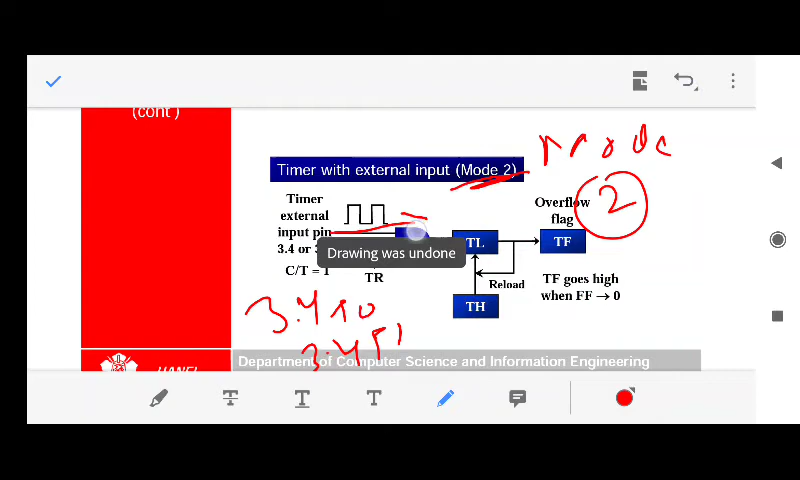 (cont')
Timer with external input (Mode 2)
mode
2
Timer
external
input pin
3.4 or
C/T = 1
TR
TL
TH
Reload
Overflow
flag
TF
TF goes high
when FF → 0
Drawing was undone
3.4
3.4
HANEL
Department of Computer Science and Information Engineering
T
T
T